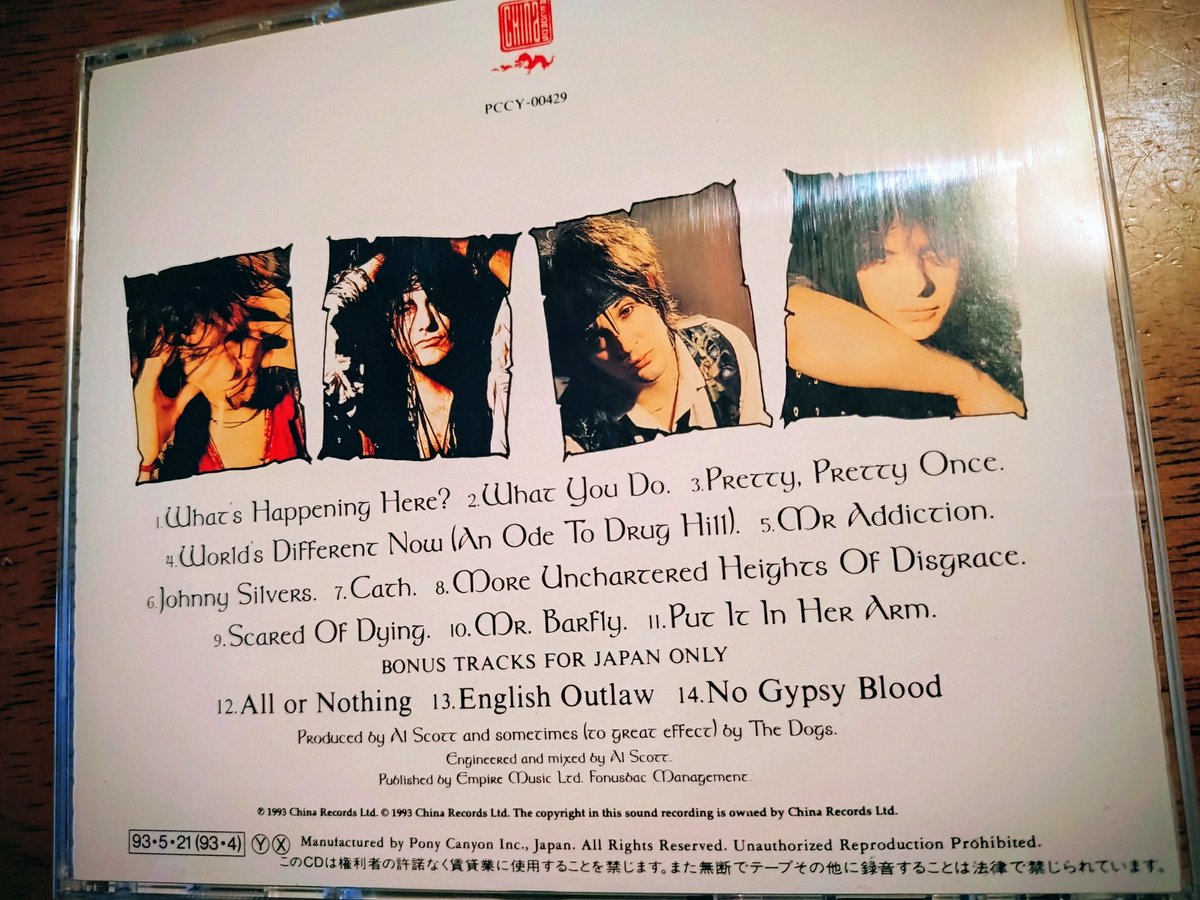 CHINA
RECORDS
PCCY-00429
1.What's Happening Here? 2.What You Do. 3.Pretty, Pretty Once.
4.World's Different Now (An Ode To Drug Hill). 5.Mr Addiction.
6.Johnny Silvers. 7.Cath. 8.More Unchartered Heights Of Disgrace.
9.Scared Of Dying. 10.Mr. Barfly. 11.Put It In Her Arm.
BONUS TRACKS FOR JAPAN ONLY
12.All or Nothing 13.English Outlaw 14.No Gypsy Blood
Produced by Al Scott and sometimes (to great effect) by The Dogs.
Engineered and mixed by Al Scott.
Published by Empire Music Ltd. Fonusbac Management.
℗ 1993 China Records Ltd. © 1993 China Records Ltd. The copyright in this sound recording is owned by China Records Ltd.
93•5•21 (93•4) Ⓨ Ⓧ Manufactured by Pony Canyon Inc., Japan. All Rights Reserved. Unauthorized Reproduction Prohibited.
このCDは権利者の許諾なく賃貸業に使用することを禁じます。また無断でテープその他に録音することは法律で禁じられています。